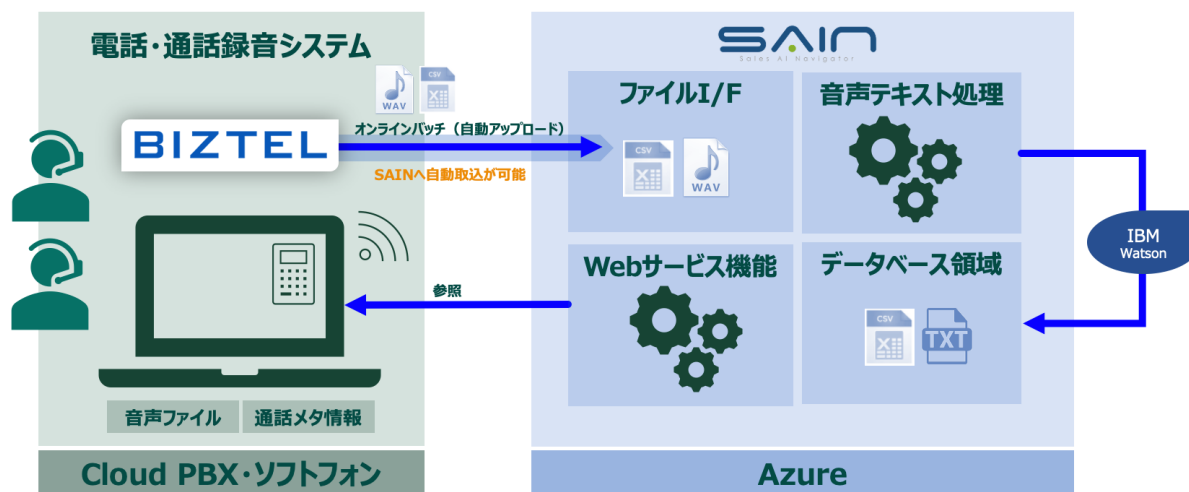 電話・通話録音システム
WAV
CSV
BIZTEL
オンラインバッチ（自動アップロード）
SAINへ自動取込が可能
参照
音声ファイル
通話メタ情報
Cloud PBX・ソフトフォン
SAIN
Sales AI Navigator
ファイルI/F
CSV
WAV
音声テキスト処理
Webサービス機能
データベース領域
CSV
TXT
IBM
Watson
Azure